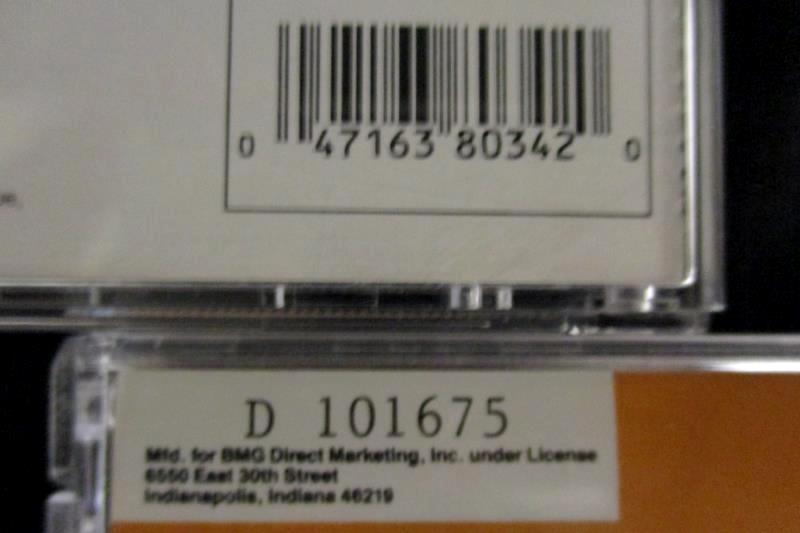 0 47163 80342 0
D 101675
Mfd. for BMG Direct Marketing, Inc. under License
6550 East 30th Street
Indianapolis, Indiana 46219